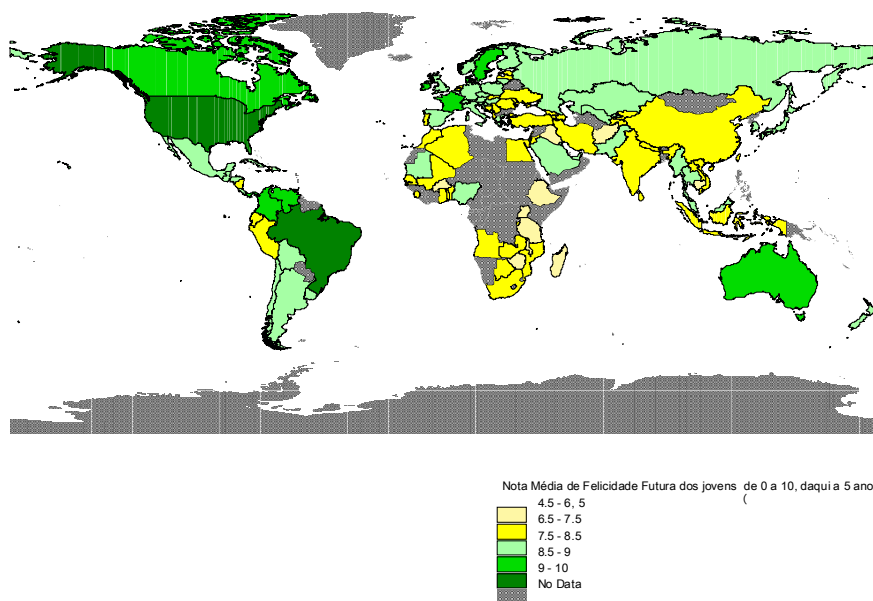 Nota Média de Felicidade Futura dos jovens de 0 a 10, daqui a 5 ano
(
4.5 - 6, 5
6.5 - 7.5
7.5 - 8.5
8.5 - 9
9 - 10
No Data